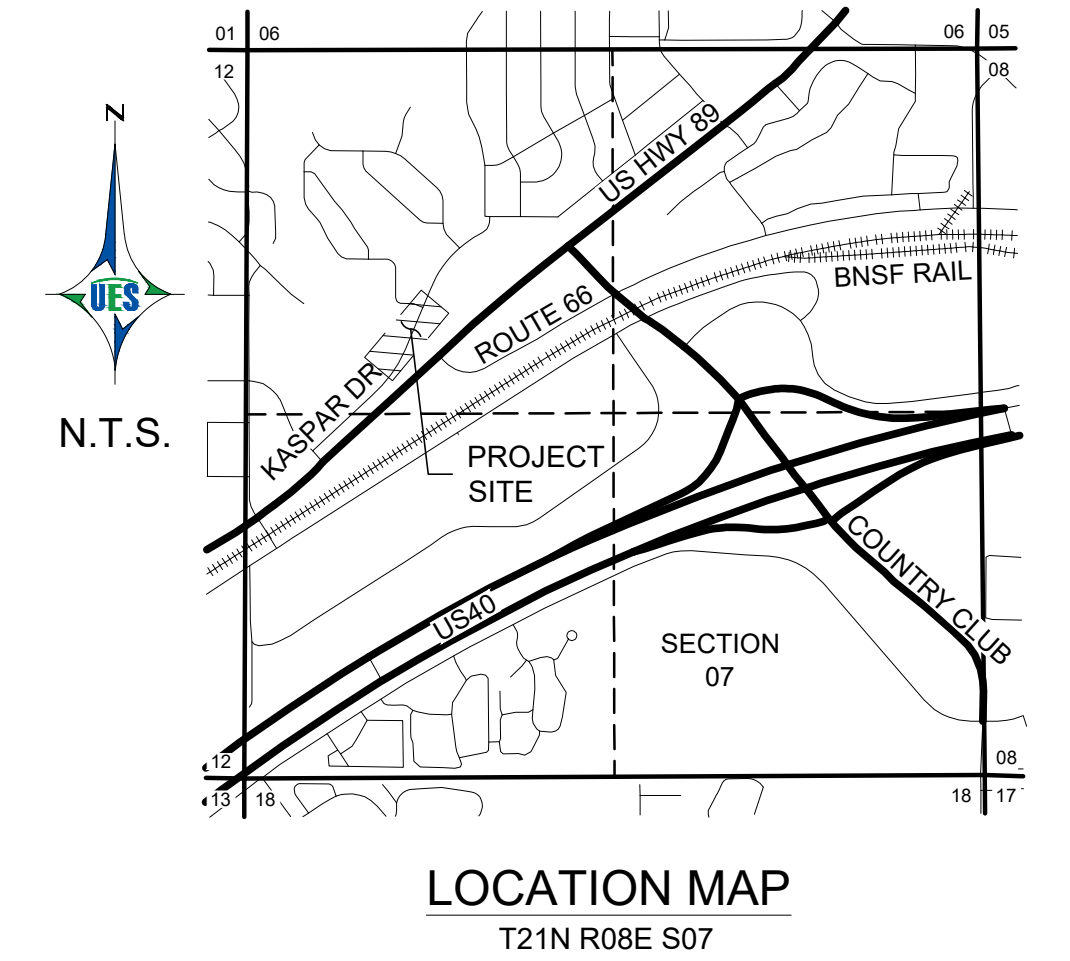 01 06
06 05
12
08
N
US HWY 89
UES
BNSF RAIL
ROUTE 66
KASPAR DR
N.T.S.
PROJECT
SITE
COUNTRY CLUB
US40
SECTION
07
12
08
13 18
18 17
LOCATION MAP
T21N R08E S07